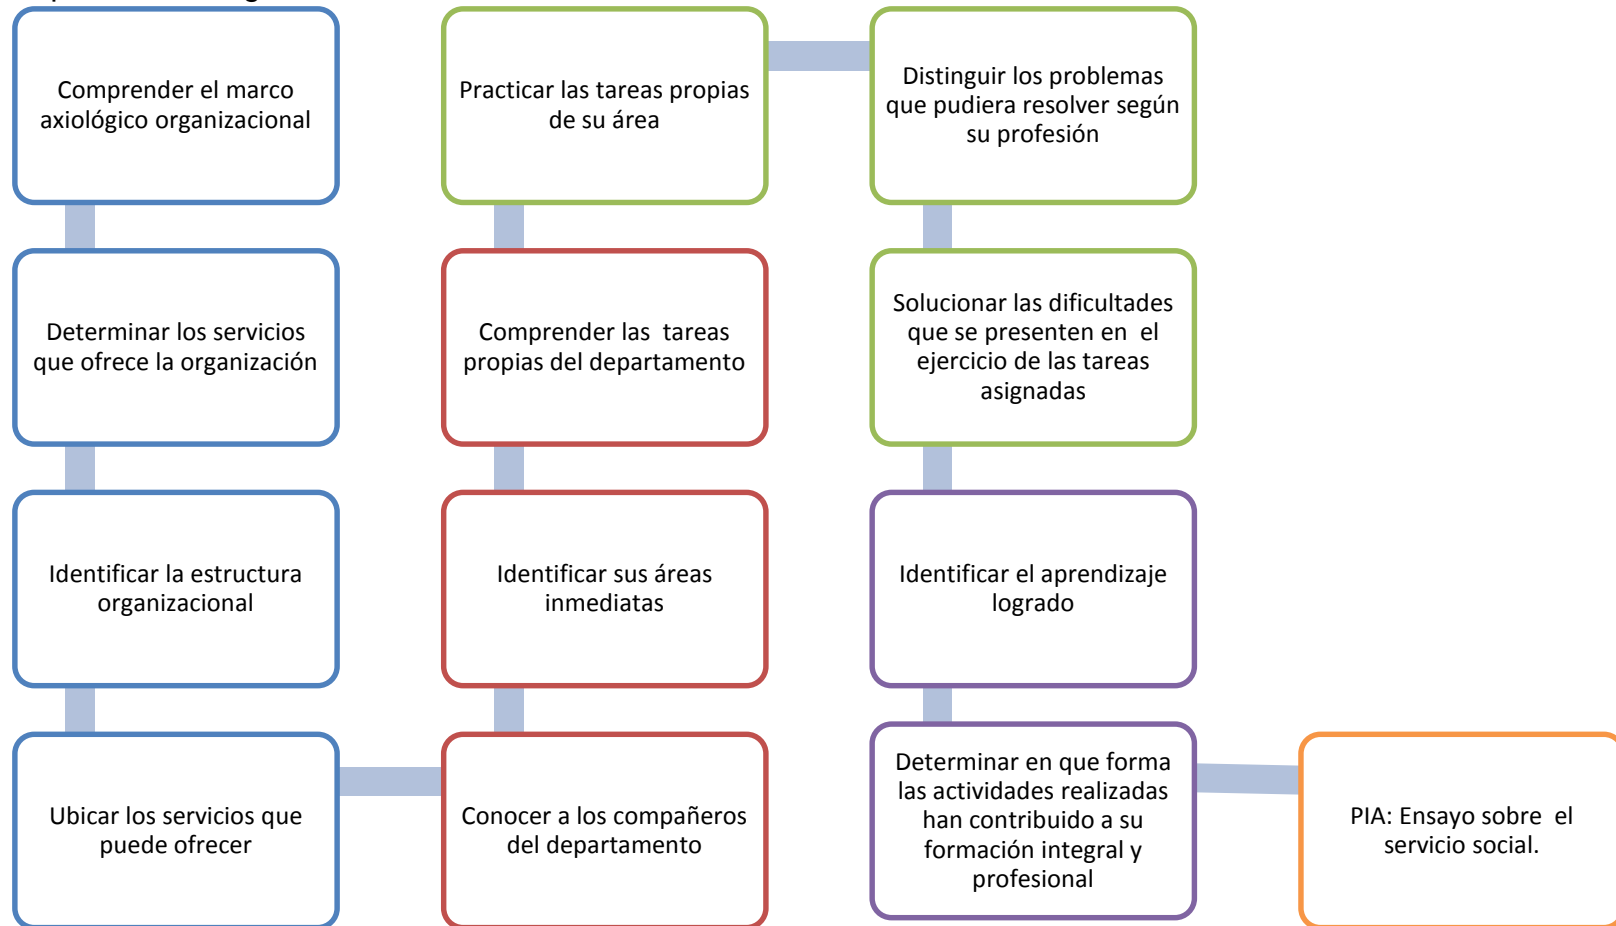 Comprender el marco
axiológico organizacional
Determinar los servicios
que ofrece la organización
Identificar la estructura
organizacional
Ubicar los servicios que
puede ofrecer
Conocer a los compañeros
del departamento
Identificar sus áreas
inmediatas
Comprender las tareas
propias del departamento
Practicar las tareas propias
de su área
Distinguir los problemas
que pudiera resolver según
su profesión
Solucionar las dificultades
que se presenten en el
ejercicio de las tareas
asignadas
Identificar el aprendizaje
logrado
Determinar en que forma
las actividades realizadas
han contribuido a su
formación integral y
profesional
PIA: Ensayo sobre el
servicio social.